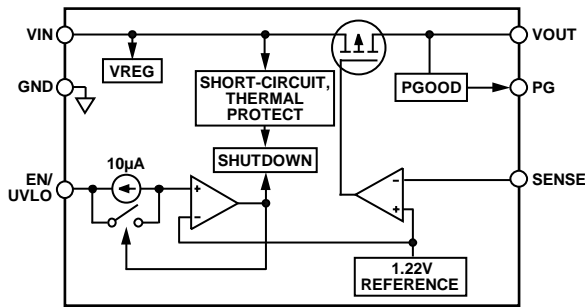 VIN
VOUT
VREG
GND
SHORT-CIRCUIT,
THERMAL
PROTECT
PGOOD
PG
10µA
SHUTDOWN
EN/
UVLO
+
–
–
+
SENSE
1.22V
REFERENCE